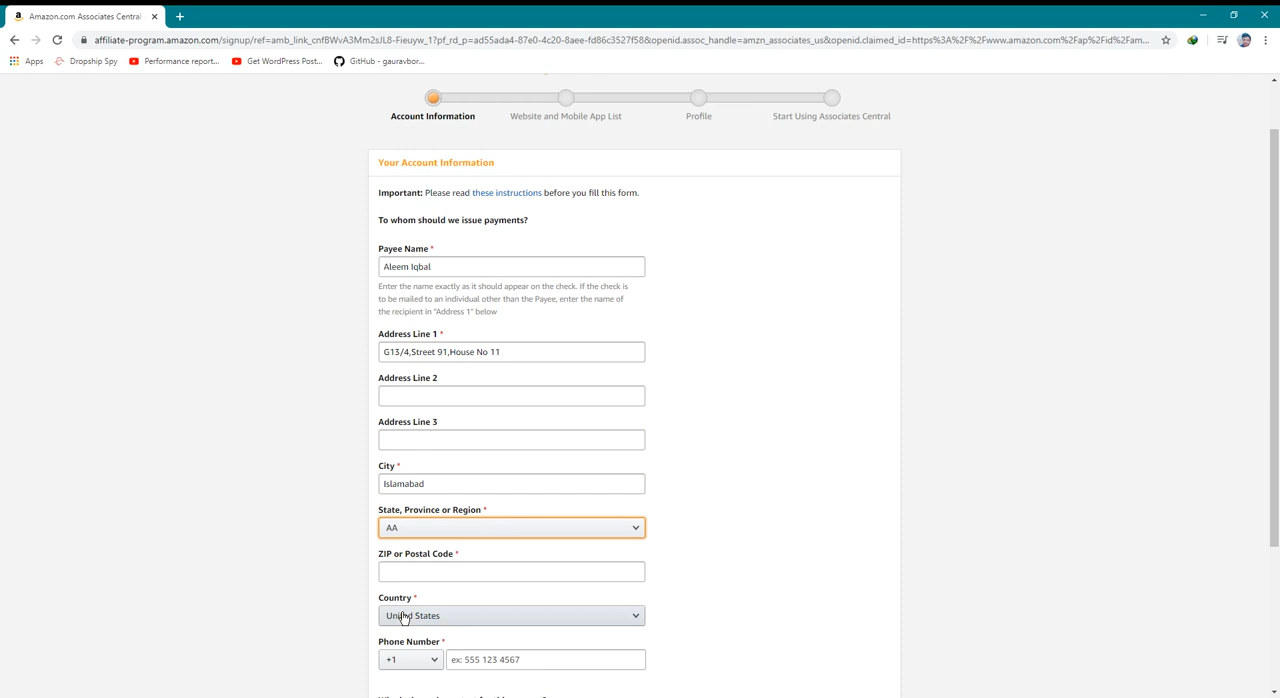 Amazon.com Associates Central
affiliate-program.amazon.com/signup/ref=amb_link_cnfBWvA3Mm2sJL8-Fieuyw_1?pf_rd_p=ad55ada4-87e0-4c20-8aee-fd86c3527f58&openid.assoc_handle=amzn_associates_us&openid.claimed_id=https%3A%2F%2Fwww.amazon.com%2Fap%2Fid%2Fam...
Apps Dropship Spy Performance report... Get WordPress Post... GitHub - gauravbor...
Account Information Website and Mobile App List Profile Start Using Associates Central
Your Account Information
Important: Please read these instructions before you fill this form.
To whom should we issue payments?
Payee Name *
Aleem Iqbal
Enter the name exactly as it should appear on the check. If the check is
to be mailed to an individual other than the Payee, enter the name of
the recipient in "Address 1" below
Address Line 1 *
G13/4,Street 91,House No 11
Address Line 2
Address Line 3
City *
Islamabad
State, Province or Region *
AA
ZIP or Postal Code *
Country *
United States
Phone Number *
+1 ex: 555 123 4567